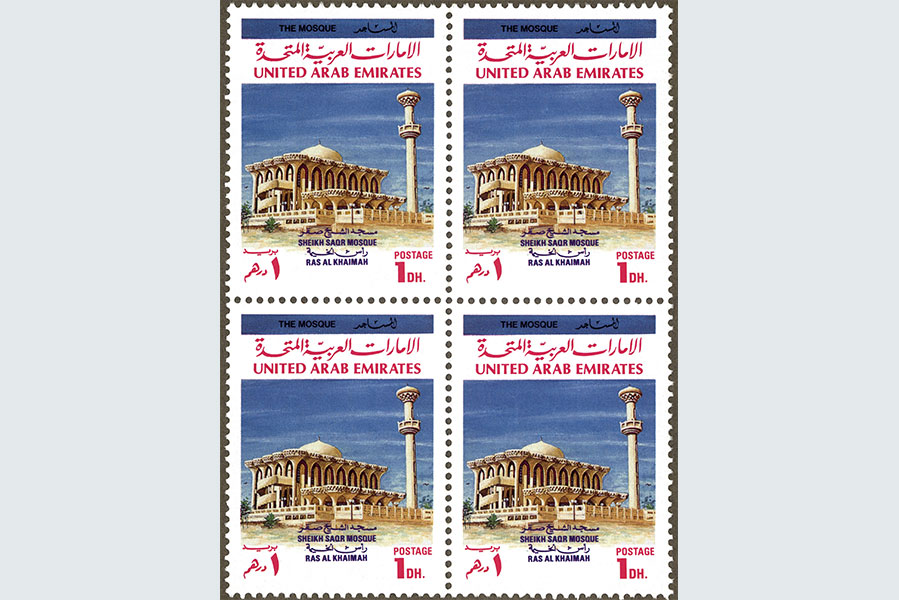 THE MOSQUE المساجد
الامارات العربية المتحدة
UNITED ARAB EMIRATES
مسجد الشيخ صقر
SHEIKH SAQR MOSQUE
بريد راس الخيمة POSTAGE
١ درهم RAS AL KHAIMAH 1 DH.
THE MOSQUE المساجد
الامارات العربية المتحدة
UNITED ARAB EMIRATES
مسجد الشيخ صقر
SHEIKH SAQR MOSQUE
بريد راس الخيمة POSTAGE
١ درهم RAS AL KHAIMAH 1 DH.
THE MOSQUE المساجد
الامارات العربية المتحدة
UNITED ARAB EMIRATES
مسجد الشيخ صقر
SHEIKH SAQR MOSQUE
بريد راس الخيمة POSTAGE
١ درهم RAS AL KHAIMAH 1 DH.
THE MOSQUE المساجد
الامارات العربية المتحدة
UNITED ARAB EMIRATES
مسجد الشيخ صقر
SHEIKH SAQR MOSQUE
بريد راس الخيمة POSTAGE
١ درهم RAS AL KHAIMAH 1 DH.